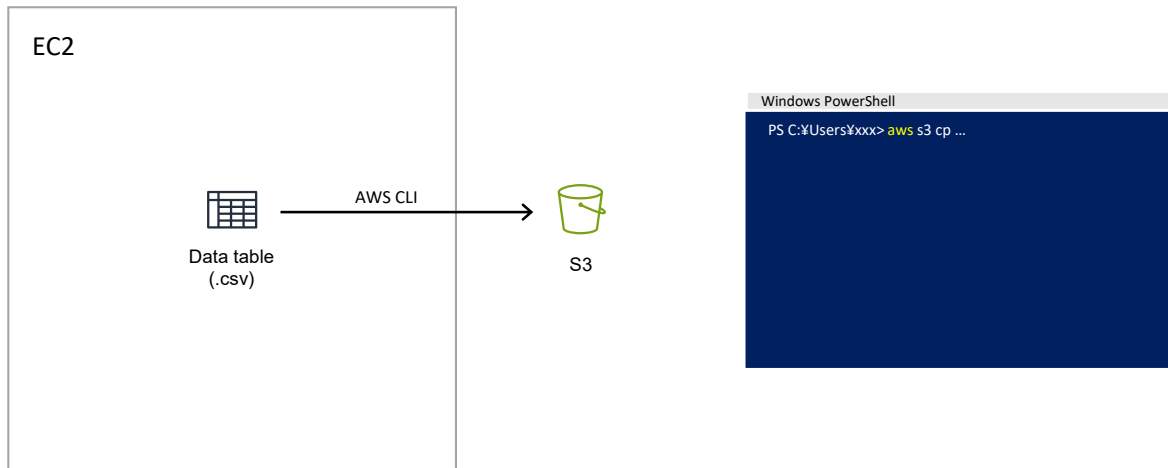 EC2
AWS CLI
Data table
(.csv)
S3
Windows PowerShell
PS C:¥Users¥xxx> aws s3 cp ...